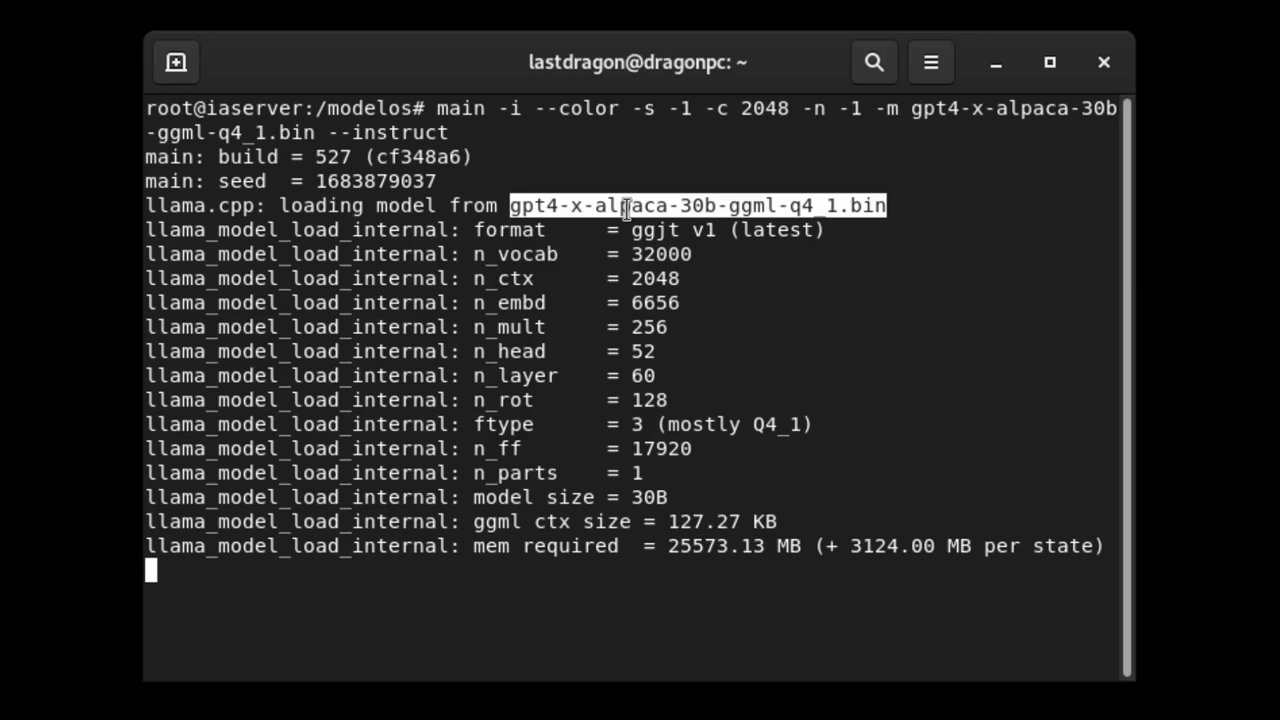 lastdragon@dragonpc: ~
root@iaserver:/modelos# main -i --color -s -1 -c 2048 -n -1 -m gpt4-x-alpaca-30b
-ggml-q4_1.bin --instruct
main: build = 527 (cf348a6)
main: seed  = 1683879037
llama.cpp: loading model from gpt4-x-alpaca-30b-ggml-q4_1.bin
llama_model_load_internal: format     = ggjt v1 (latest)
llama_model_load_internal: n_vocab    = 32000
llama_model_load_internal: n_ctx      = 2048
llama_model_load_internal: n_embd     = 6656
llama_model_load_internal: n_mult     = 256
llama_model_load_internal: n_head     = 52
llama_model_load_internal: n_layer    = 60
llama_model_load_internal: n_rot      = 128
llama_model_load_internal: ftype      = 3 (mostly Q4_1)
llama_model_load_internal: n_ff       = 17920
llama_model_load_internal: n_parts    = 1
llama_model_load_internal: model size = 30B
llama_model_load_internal: ggml ctx size = 127.27 KB
llama_model_load_internal: mem required  = 25573.13 MB (+ 3124.00 MB per state)